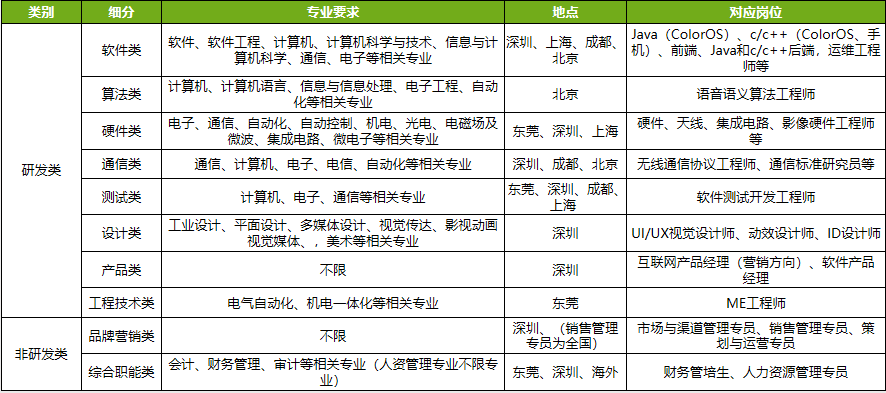 类别 细分 专业要求 地点 对应岗位
研发类
软件类
软件、软件工程、计算机、计算机科学与技术、信息与计
算机科学、通信、电子等相关专业
深圳、上海、成都、
北京
Java（ColorOS）、c/c++（ColorOS、手
机）、前端、Java和c/c++后端，运维工程
师等
算法类
计算机、计算机语言、信息与信息处理、电子工程、自动
化等相关专业
北京
语音语义算法工程师
硬件类
电子、通信、自动化、自动控制、机电、光电、电磁场及
微波、集成电路、微电子等相关专业
东莞、深圳、上海
硬件、天线、集成电路、影像硬件工程师
等
通信类
通信、计算机、电子、电信、自动化等相关专业
深圳、成都、北京
无线通信协议工程师、通信标准研究员等
测试类
计算机、电子、通信等相关专业
东莞、深圳、成都、
上海
软件测试开发工程师
设计类
工业设计、平面设计、多媒体设计、视觉传达、影视动画
视觉媒体、，美术等相关专业
深圳
UI/UX视觉设计师、动效设计师、ID设计师
产品类
不限
深圳
互联网产品经理（营销方向）、软件产品
经理
工程技术类
电气自动化、机电一体化等相关专业
东莞
ME工程师
非研发类
品牌营销类
不限
深圳、（销售管理
专员为全国）
市场与渠道管理专员、销售管理专员、策
划与运营专员
综合职能类
会计、财务管理、审计等相关专业（人资管理专业不限专
业）
东莞、深圳、海外
财务管培生、人力资源管理专员